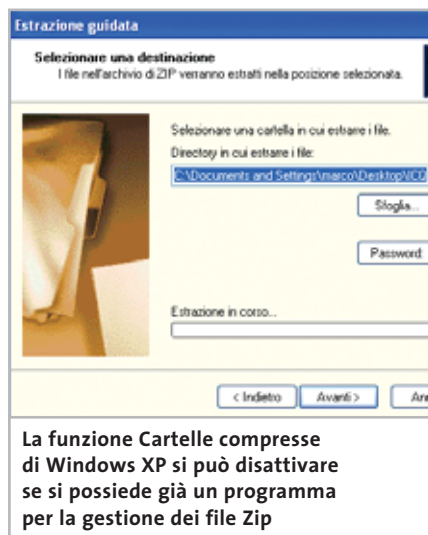 Estrazione guidata
Selezionare una destinazione
I file nell'archivio di ZIP verranno estratti nella posizione selezionata.
Selezionare una cartella in cui estrarre i file.
Directory in cui estrarre i file:
C:\Documents and Settings\marco\Desktop\ICQ
Sfoglia...
Password
Estrazione in corso...
< Indietro
Avanti >
La funzione Cartelle compresse
di Windows XP si può disattivare
se si possiede già un programma
per la gestione dei file Zip